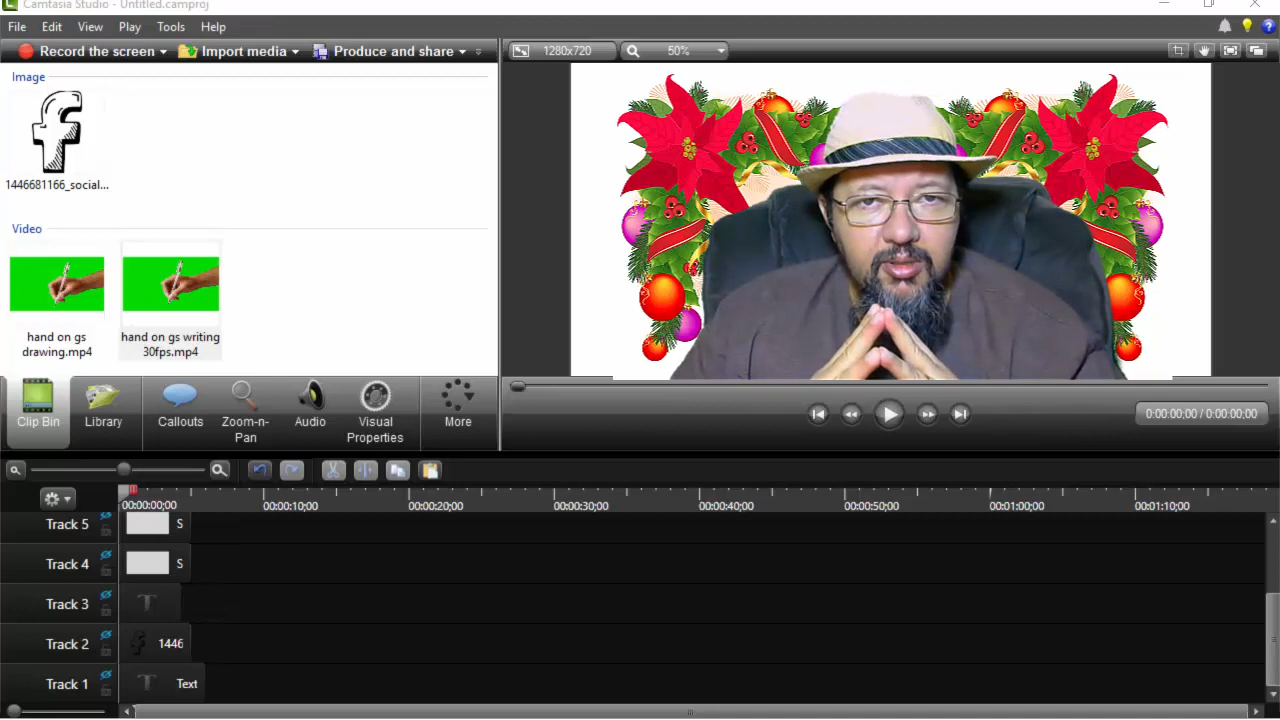 Camtasia Studio - Untitled.camproj
File Edit View Play Tools Help
Record the screen Import media Produce and share
1280x720 50%
Image
1446681166_social...
Video
hand on gs
drawing.mp4
hand on gs writing
30fps.mp4
Clip Bin
Library
Callouts
Zoom-n-
Pan
Audio
Visual
Properties
More
0:00:00;00 / 0:00:00;00
00:00:00;00 00:00:10;00 00:00:20;00 00:00:30;00 00:00:40;00 00:00:50;00 00:01:00;00 00:01:10;00
Track 5 S
Track 4 S
Track 3 T
Track 2 f 1446
Track 1 T Text